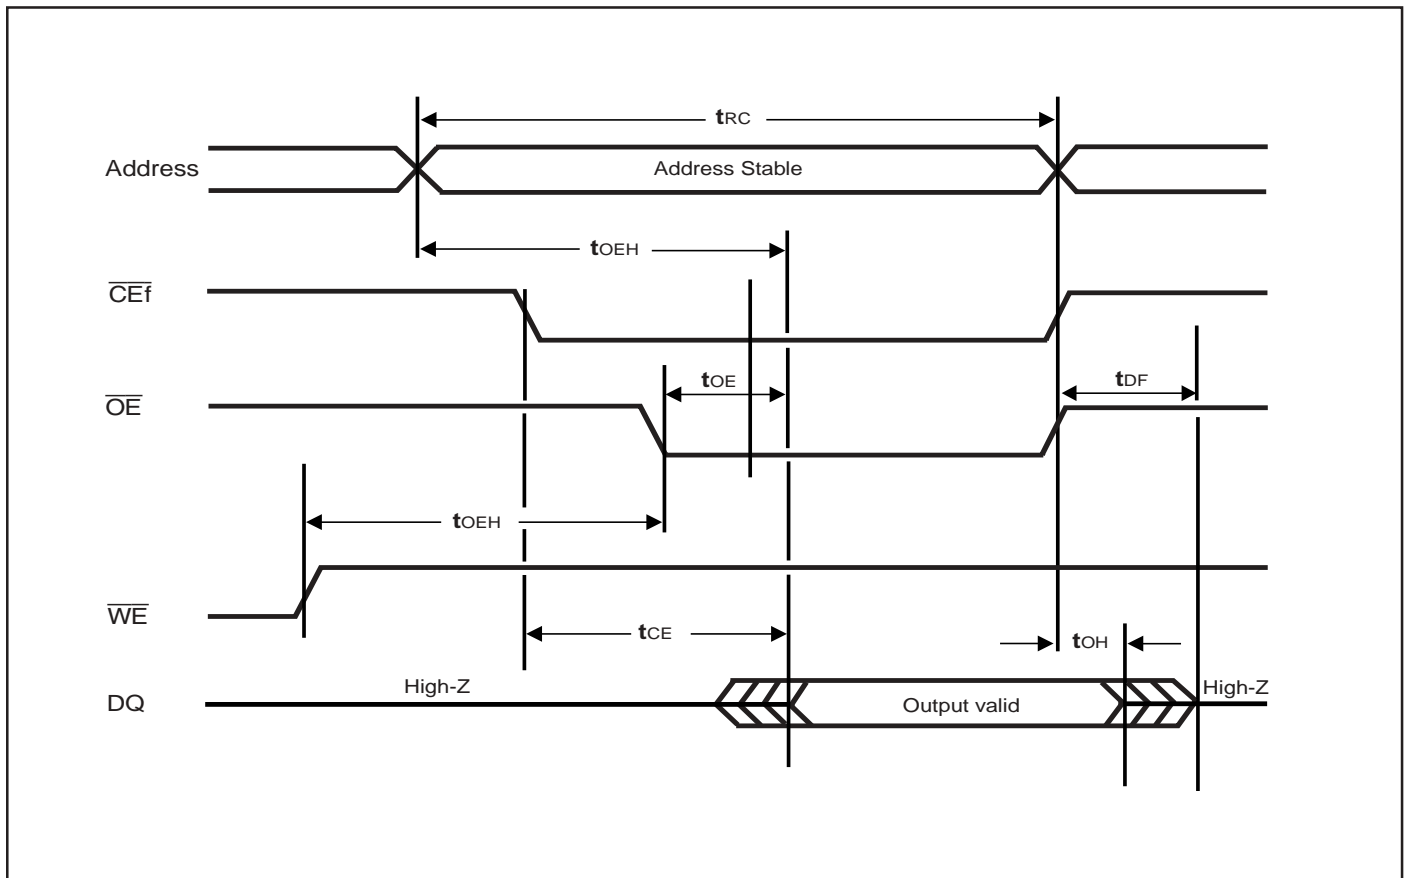 tRC
Address
Address Stable
tOEH
CEf
tOE
tDF
OE
tOEH
WE
tCE
tOH
High-Z
High-Z
DQ
Output valid